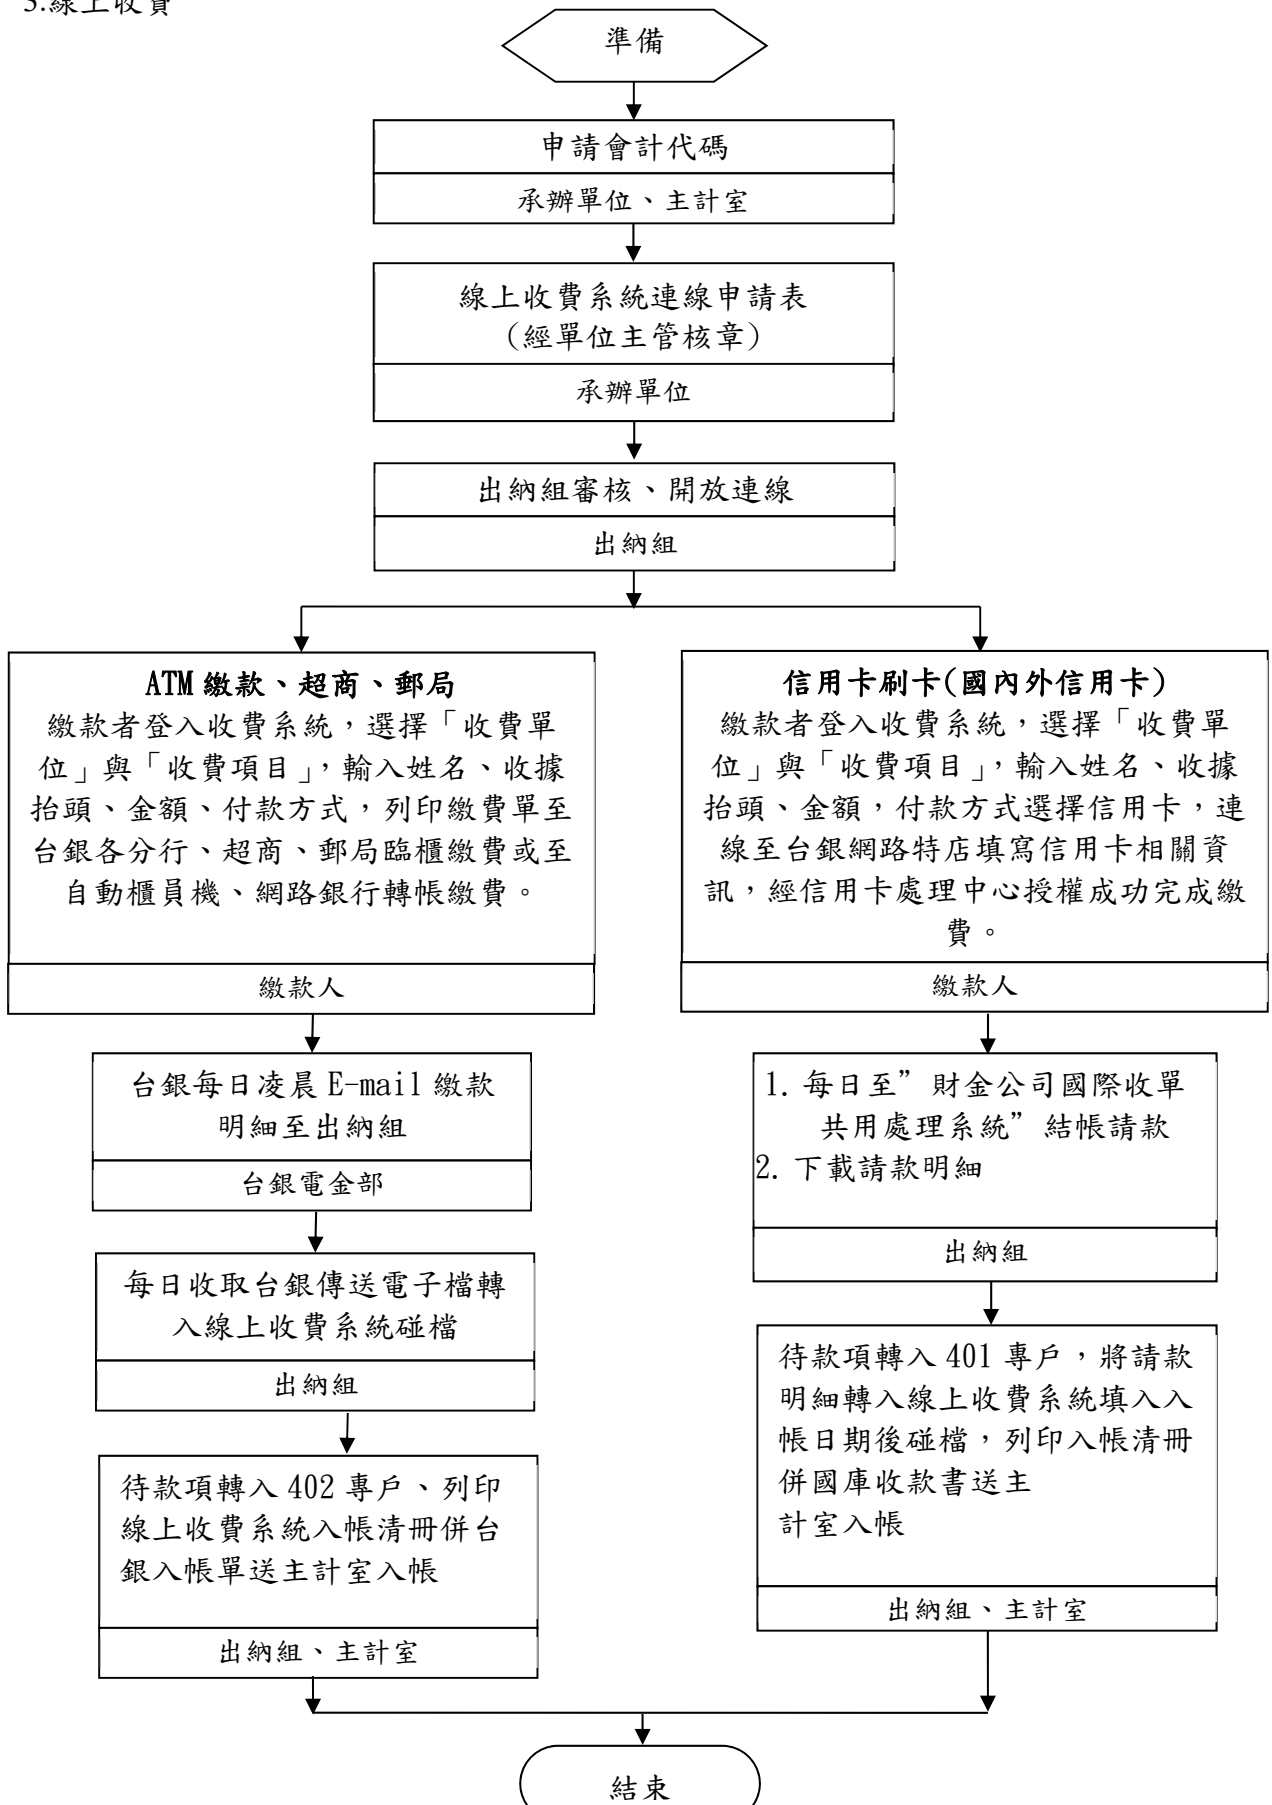 3.線上收費
準備
申請會計代碼
承辦單位、主計室
線上收費系統連線申請表
(經單位主管核章)
承辦單位
出納組審核、開放連線
出納組
ATM 繳款、超商、郵局
繳款者登入收費系統，選擇「收費單
位」與「收費項目」，輸入姓名、收據
抬頭、金額、付款方式，列印繳費單至
台銀各分行、超商、郵局臨櫃繳費或至
自動櫃員機、網路銀行轉帳繳費。
繳款人
台銀每日凌晨 E-mail 繳款
明細至出納組
台銀電金部
每日收取台銀傳送電子檔轉
入線上收費系統碰檔
出納組
待款項轉入 402 專戶、列印
線上收費系統入帳清冊併台
銀入帳單送主計室入帳
出納組、主計室
信用卡刷卡(國內外信用卡)
繳款者登入收費系統，選擇「收費單
位」與「收費項目」，輸入姓名、收據
抬頭、金額，付款方式選擇信用卡，連
線至台銀網路特店填寫信用卡相關資
訊，經信用卡處理中心授權成功完成繳
費。
繳款人
1. 每日至”財金公司國際收單
共用處理系統”結帳請款
2. 下載請款明細
出納組
待款項轉入 401 專戶，將請款
明細轉入線上收費系統填入入
帳日期後碰檔，列印入帳清冊
併國庫收款書送主
計室入帳
出納組、主計室
結束